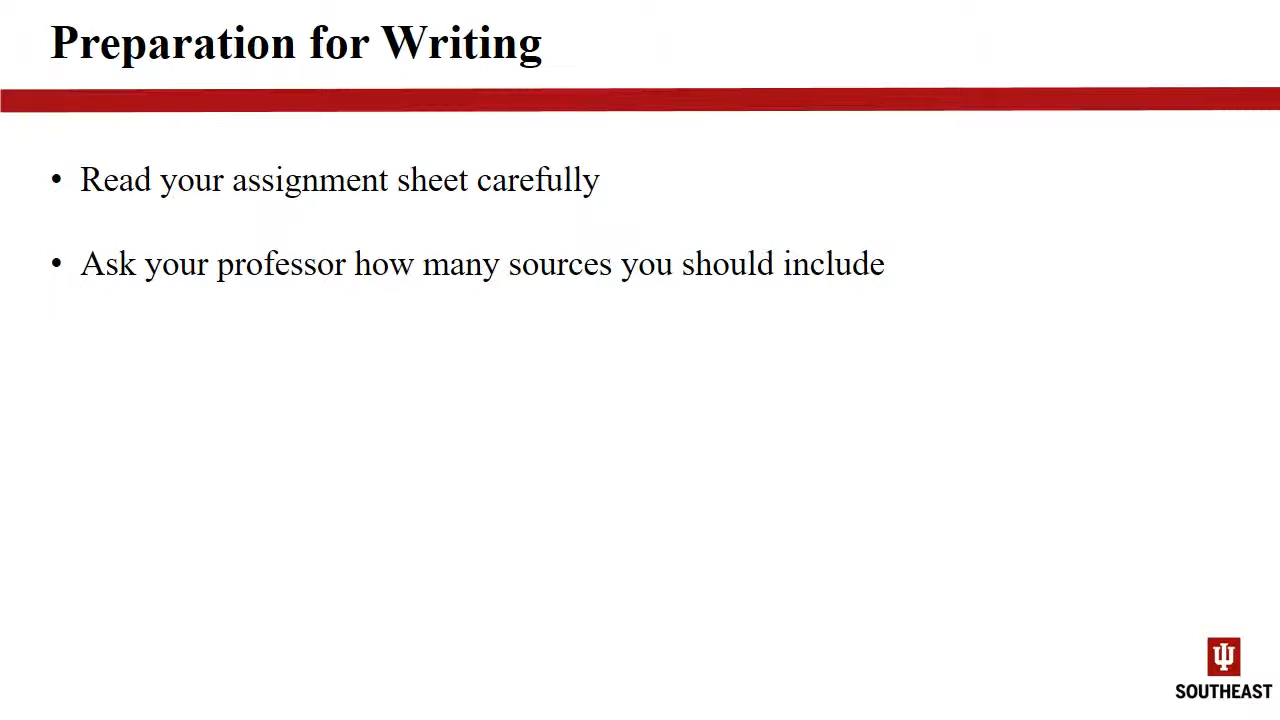 Preparation for Writing
• Read your assignment sheet carefully
• Ask your professor how many sources you should include
SOUTHEAST